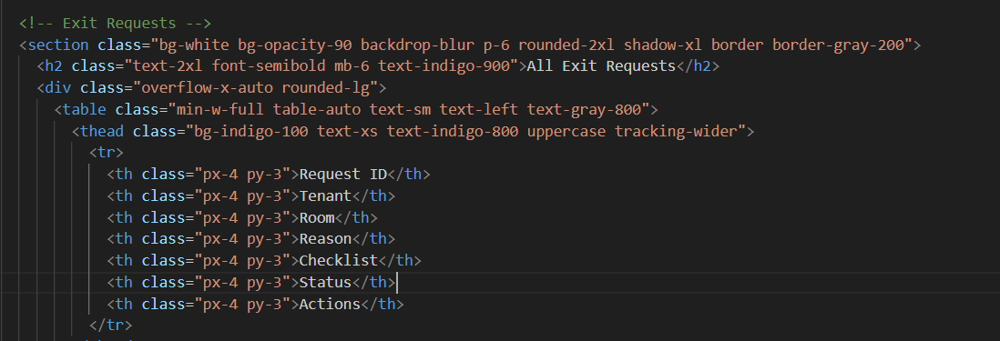 <!-- Exit Requests -->
<section class="bg-white bg-opacity-90 backdrop-blur p-6 rounded-2xl shadow-xl border border-gray-200">
<h2 class="text-2xl font-semibold mb-6 text-indigo-900">All Exit Requests</h2>
<div class="overflow-x-auto rounded-lg">
<table class="min-w-full table-auto text-sm text-left text-gray-800">
<thead class="bg-indigo-100 text-xs text-indigo-800 uppercase tracking-wider">
<tr>
<th class="px-4 py-3">Request ID</th>
<th class="px-4 py-3">Tenant</th>
<th class="px-4 py-3">Room</th>
<th class="px-4 py-3">Reason</th>
<th class="px-4 py-3">Checklist</th>
<th class="px-4 py-3">Status</th>
<th class="px-4 py-3">Actions</th>
</tr>